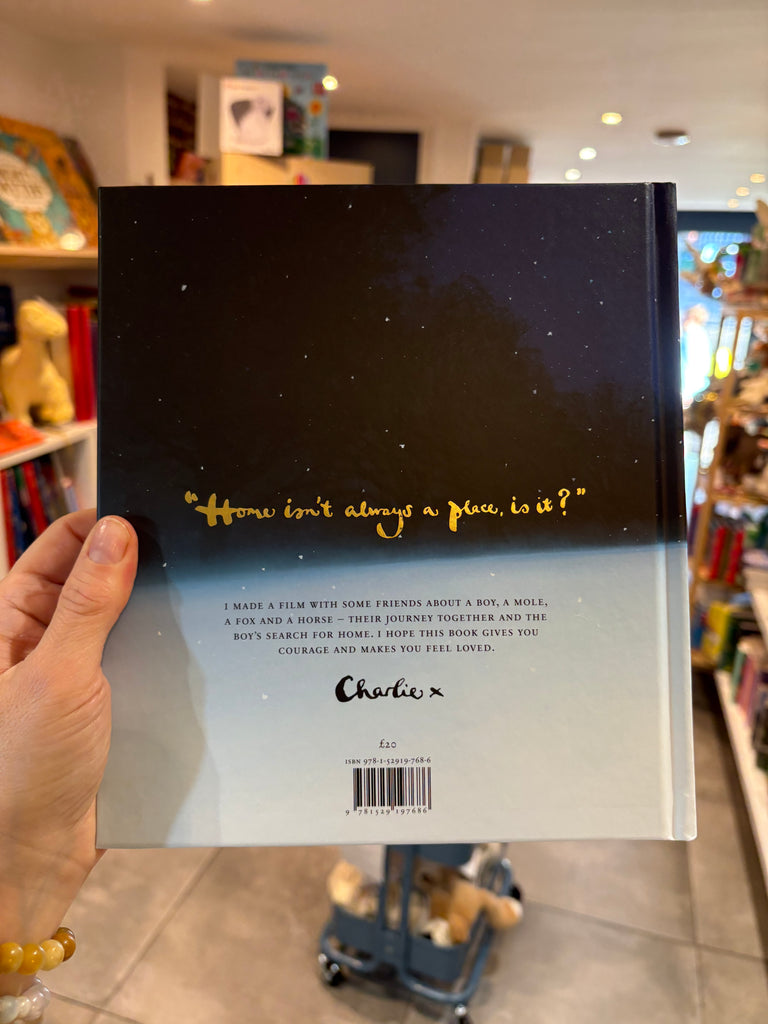 “Home isn't always a place, is it?”
I MADE A FILM WITH SOME FRIENDS ABOUT A BOY, A MOLE,
A FOX AND A HORSE – THEIR JOURNEY TOGETHER AND THE
BOY'S SEARCH FOR HOME. I HOPE THIS BOOK GIVES YOU
COURAGE AND MAKES YOU FEEL LOVED.
Charlie x
£20
ISBN 978-1-52919-768-6
9 781529 197686